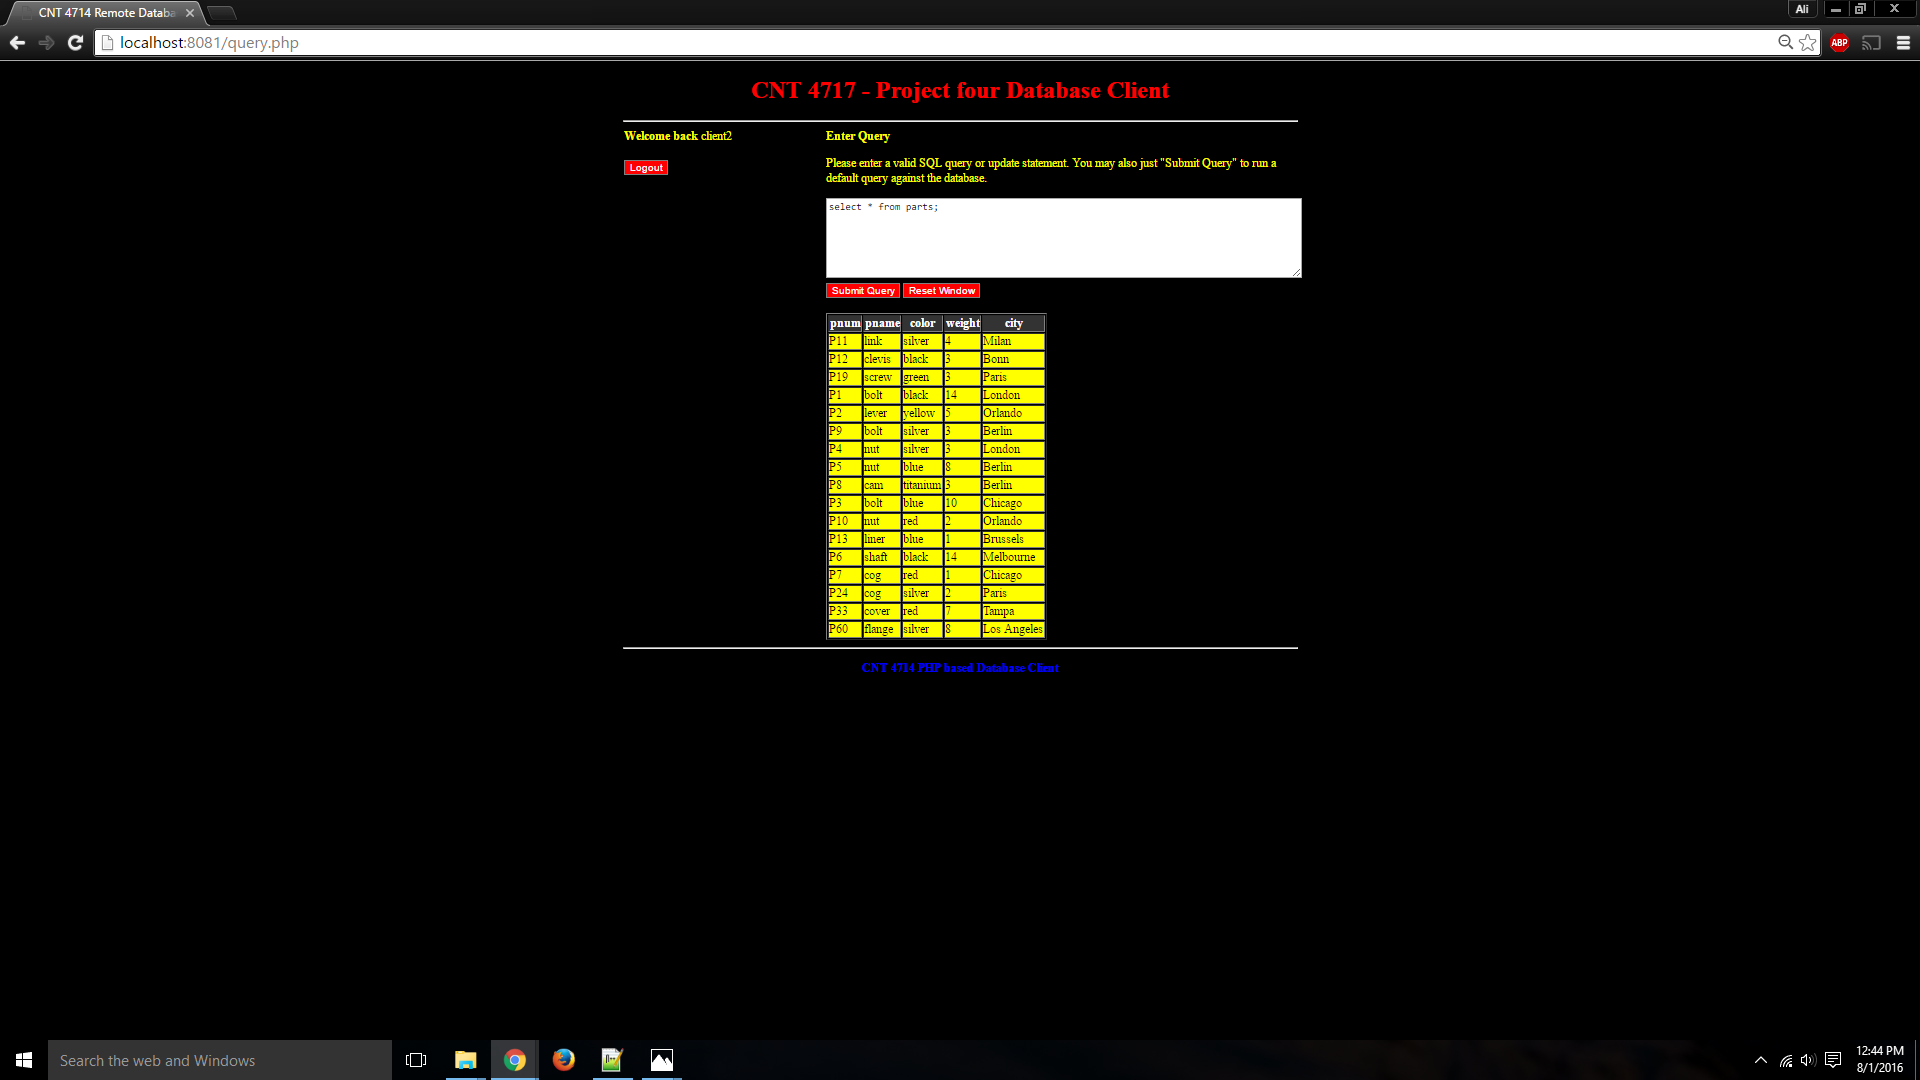 CNT 4714 Remote Databa
Ali
localhost:8081/query.php
ABP
CNT 4717 - Project four Database Client
Welcome back client2
Logout
Enter Query
Please enter a valid SQL query or update statement. You may also just "Submit Query" to run a
default query against the database.
select * from parts;
Submit Query Reset Window
pnum pname color weight city
P11 link silver 4 Milan
P12 clevis black 3 Bonn
P19 screw green 3 Paris
P1 bolt black 14 London
P2 lever yellow 5 Orlando
P9 bolt silver 3 Berlin
P4 nut silver 3 London
P5 nut blue 8 Berlin
P8 cam titanium 3 Berlin
P3 bolt blue 10 Chicago
P10 nut red 2 Orlando
P13 liner blue 1 Brussels
P6 shaft black 14 Melbourne
P7 cog red 1 Chicago
P24 cog silver 2 Paris
P33 cover red 7 Tampa
P60 flange silver 8 Los Angeles
CNT 4714 PHP based Database Client
Search the web and Windows
12:44 PM
8/1/2016